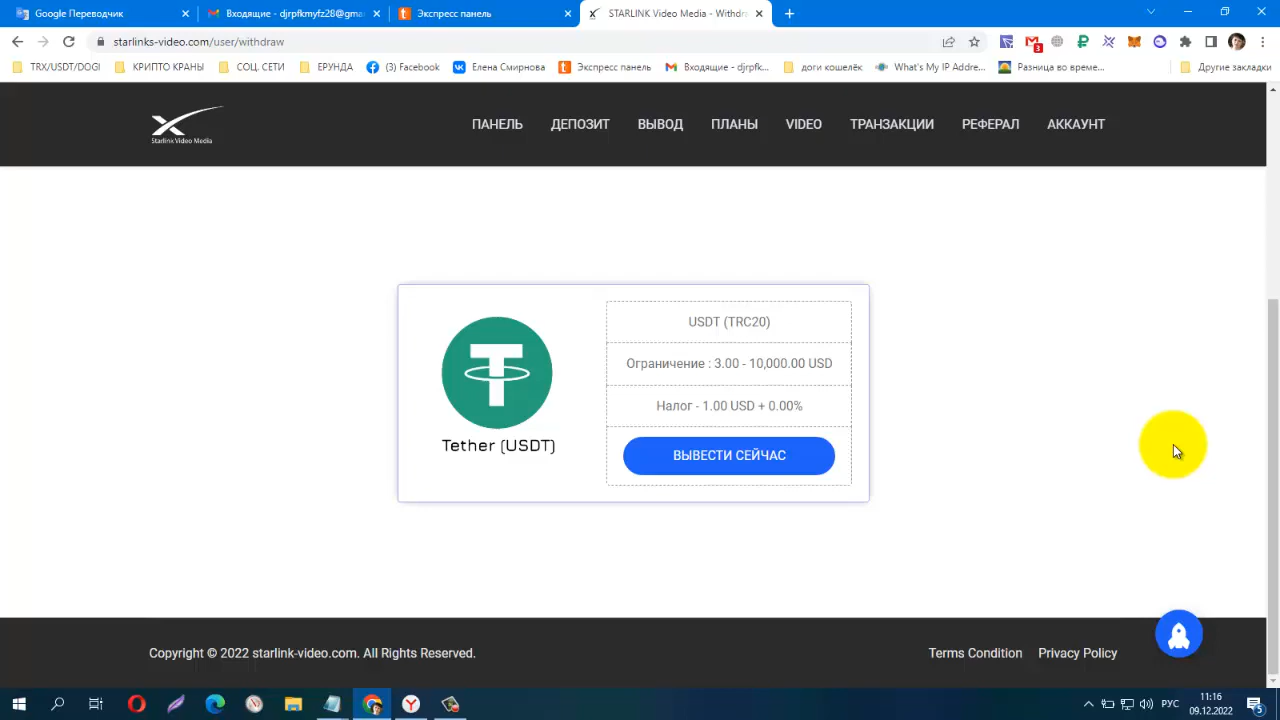 Google Переводчик
Входящие - djrpfkmyfz28@gmai
Экспресс панель
STARLINK Video Media - Withdra
starlinks-video.com/user/withdraw
3
TRX/USDT/DOGI
КРИПТО КРАНЫ
СОЦ. СЕТИ
ЕРУНДА
(3) Facebook
Елена Смирнова
Экспресс панель
Входящие - djrpfk...
доги кошелёк
What's My IP Addre...
Разница во време...
Другие закладки
Starlink Video Media
ПАНЕЛЬ
ДЕПОЗИТ
ВЫВОД
ПЛАНЫ
VIDEO
ТРАНЗАКЦИИ
РЕФЕРАЛ
АККАУНТ
Tether (USDT)
USDT (TRC20)
Ограничение : 3.00 - 10,000.00 USD
Налог - 1.00 USD + 0.00%
ВЫВЕСТИ СЕЙЧАС
Copyright © 2022 starlink-video.com. All Rights Reserved.
Terms Condition
Privacy Policy
РУС
11:16
09.12.2022
5